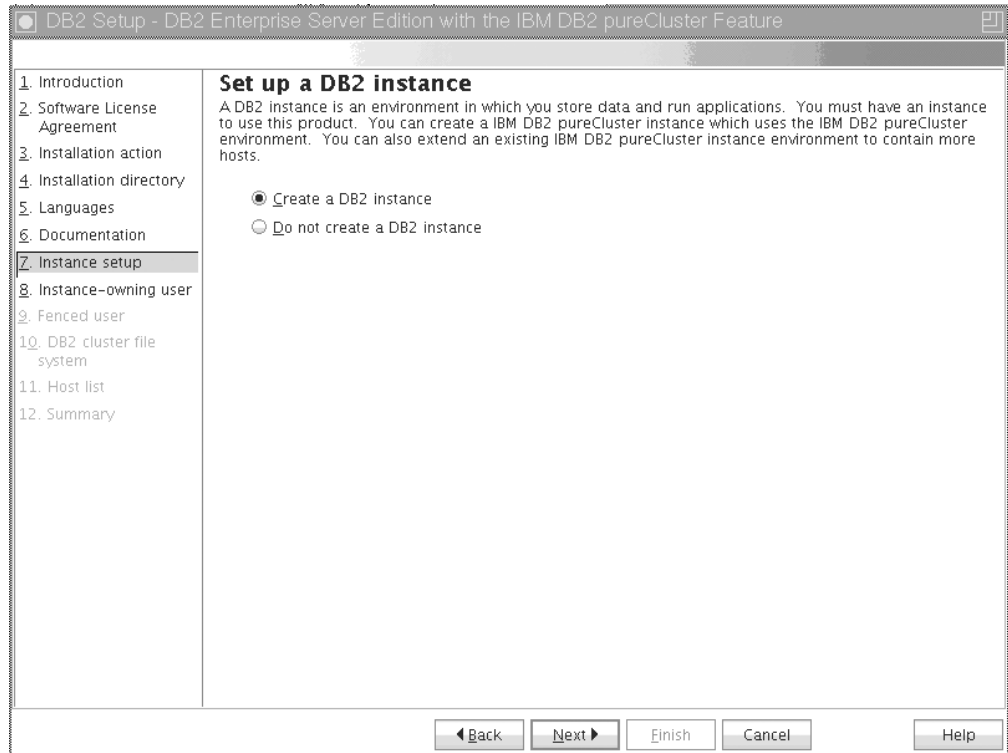 DB2 Setup - DB2 Enterprise Server Edition with the IBM DB2 pureCluster Feature
1. Introduction
2. Software License
Agreement
3. Installation action
4. Installation directory
5. Languages
6. Documentation
7. Instance setup
8. Instance-owning user
9. Fenced user
10. DB2 cluster file
system
11. Host list
12. Summary
Set up a DB2 instance
A DB2 instance is an environment in which you store data and run applications. You must have an instance
to use this product. You can create a IBM DB2 pureCluster instance which uses the IBM DB2 pureCluster
environment. You can also extend an existing IBM DB2 pureCluster instance environment to contain more
hosts.
Create a DB2 instance
Do not create a DB2 instance
Back
Next
Finish
Cancel
Help